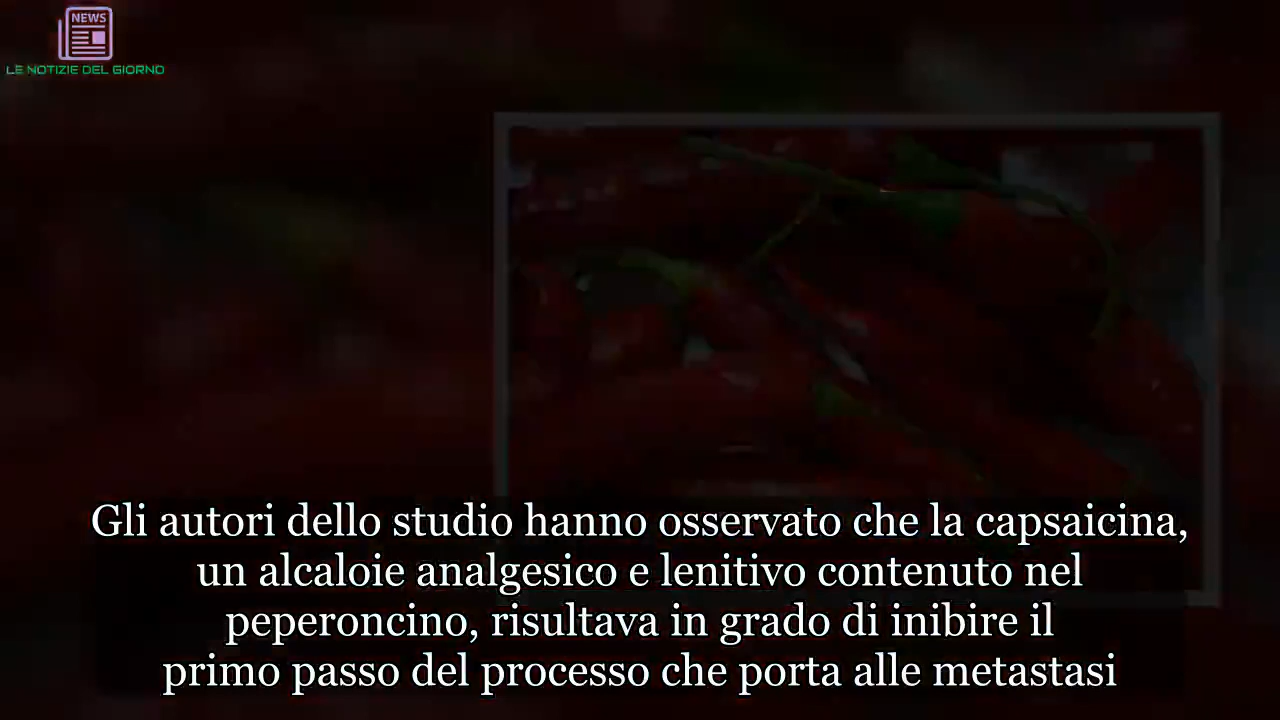 NEWS
LE NOTIZIE DEL GIORNO
Gli autori dello studio hanno osservato che la capsaicina,
un alcaloie analgesico e lenitivo contenuto nel
peperoncino, risultava in grado di inibire il
primo passo del processo che porta alle metastasi